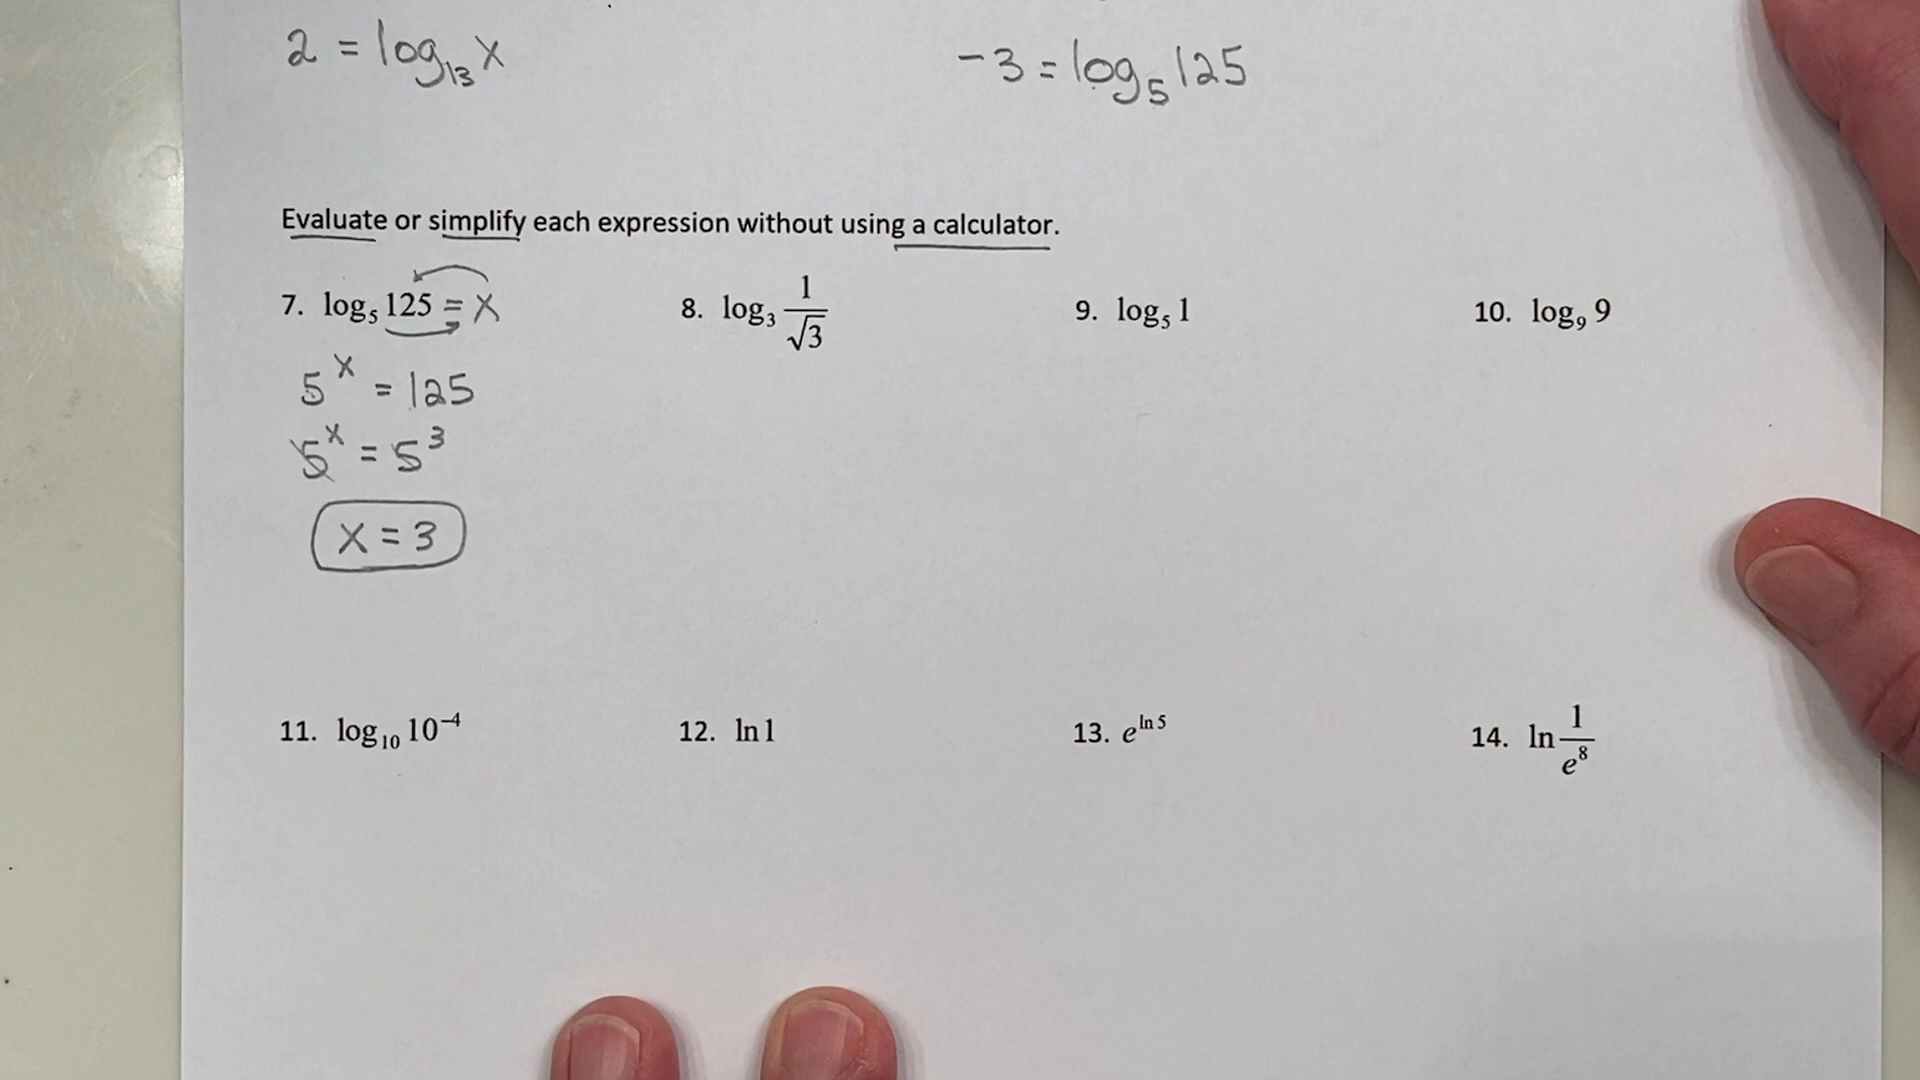 2 = log₁₃ x
-3 = log₅ 125
Evaluate or simplify each expression without using a calculator.
7. log₅ 125 = x
5ˣ = 125
5ˣ = 5³
x = 3
8. log₃ 1/√3
9. log₅ 1
10. log₉ 9
11. log₁₀ 10⁻⁴
12. ln 1
13. e^(ln 5)
14. ln 1/e⁸